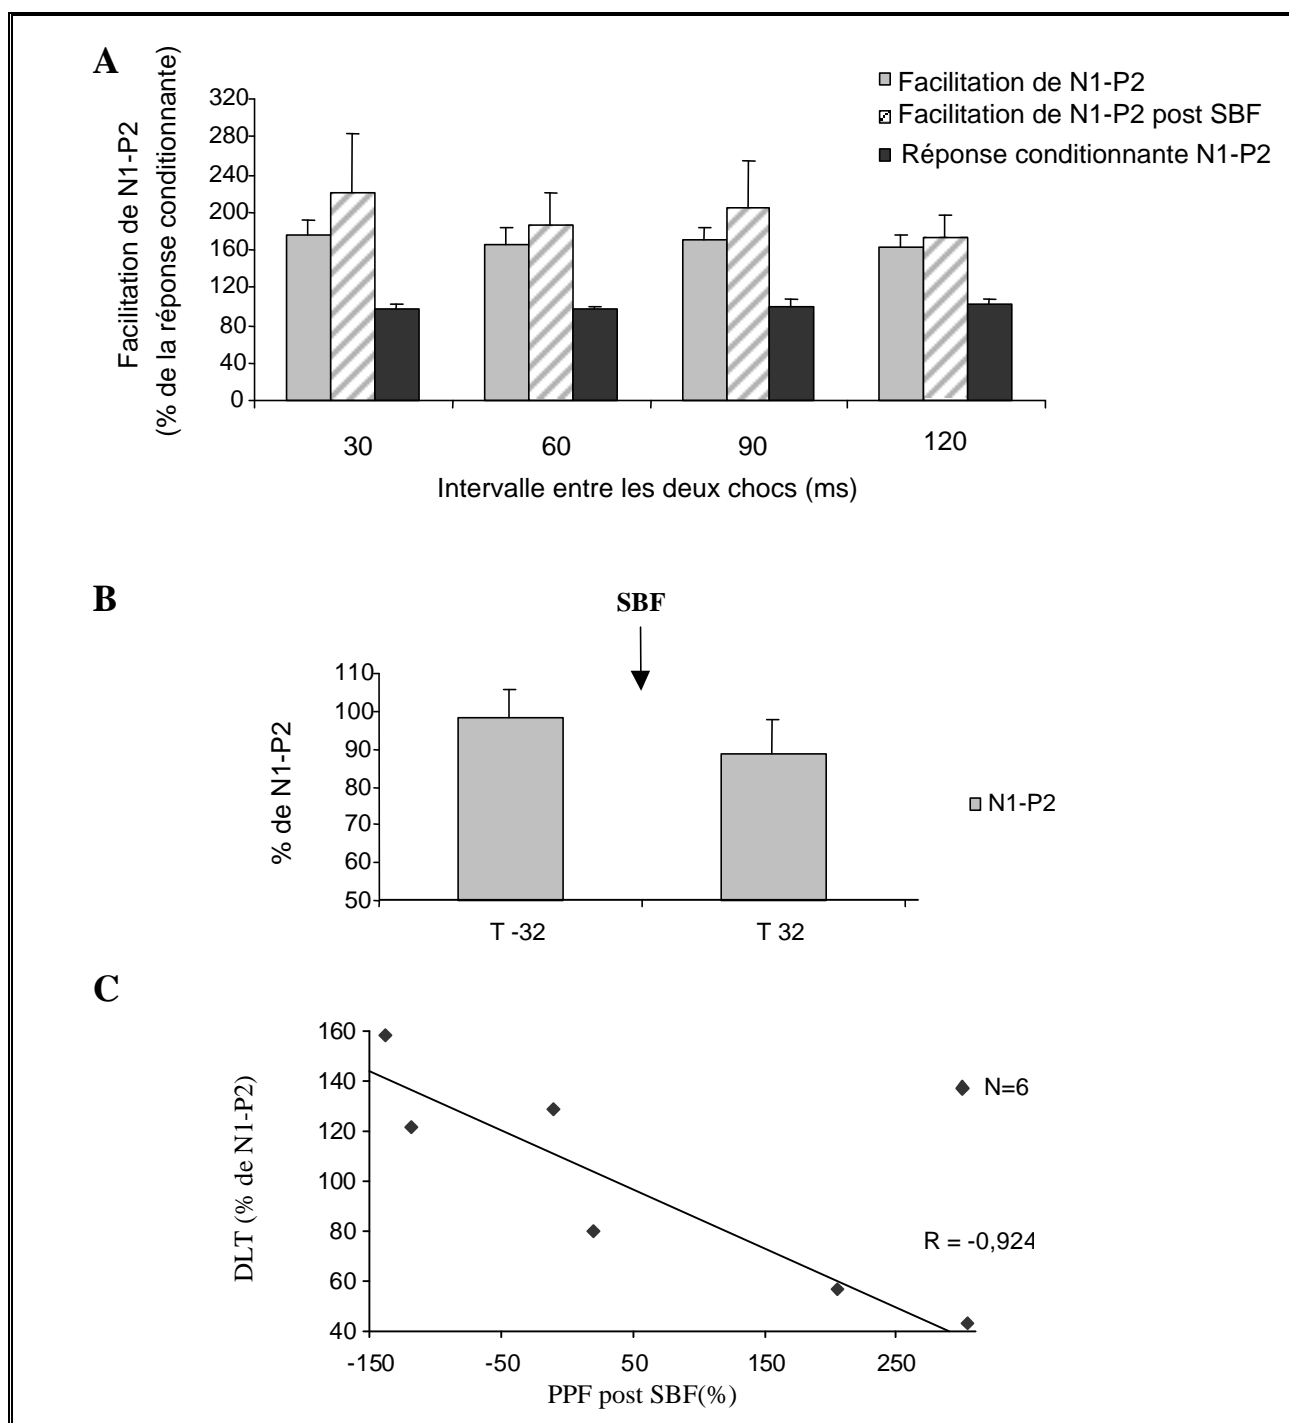 A
Facilitation de N1-P2
(% de la réponse conditionnante)
320
280
240
200
160
120
80
40
0
30
60
90
120
Intervalle entre les deux chocs (ms)
Facilitation de N1-P2
Facilitation de N1-P2 post SBF
Réponse conditionnante N1-P2
B
SBF
% de N1-P2
110
100
90
80
70
60
50
T -32
T 32
N1-P2
C
DLT (% de N1-P2)
160
140
120
100
80
60
40
-150
-50
50
150
250
PPF post SBF(%)
N=6
R = -0,924